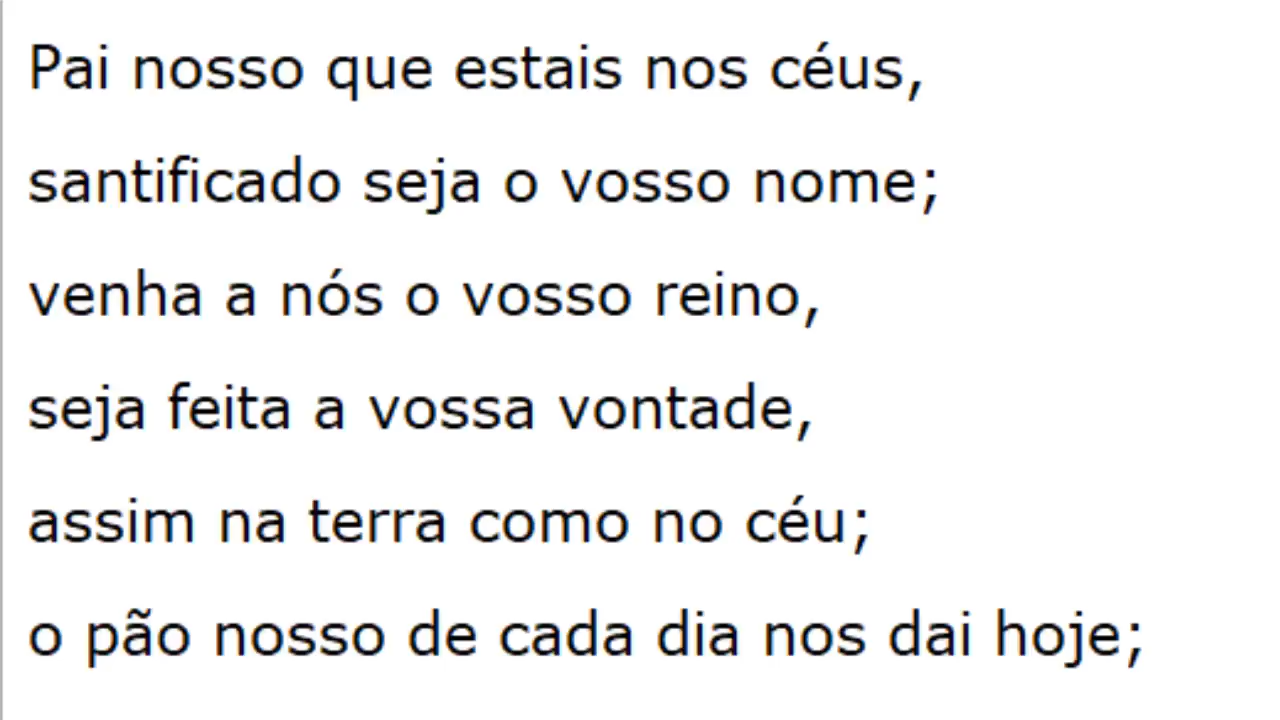 Pai nosso que estais nos céus,
santificado seja o vosso nome;
venha a nós o vosso reino,
seja feita a vossa vontade,
assim na terra como no céu;
o pão nosso de cada dia nos dai hoje;